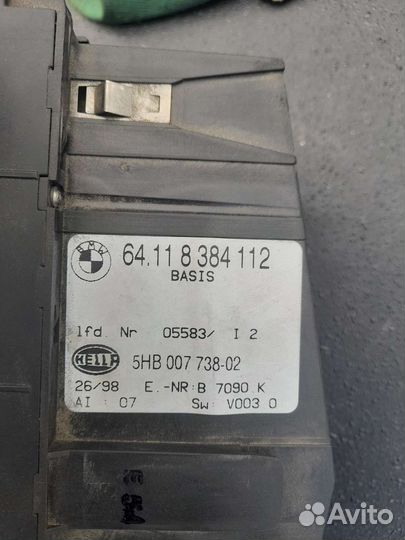 BMW
64.11 8 384 112
BASIS
lfd. Nr 05583/ I 2
HELLA
5HB 007 738-02
26/98 E.-NR:B 7090 K
AI : 07 Sw: V003 0
Avito